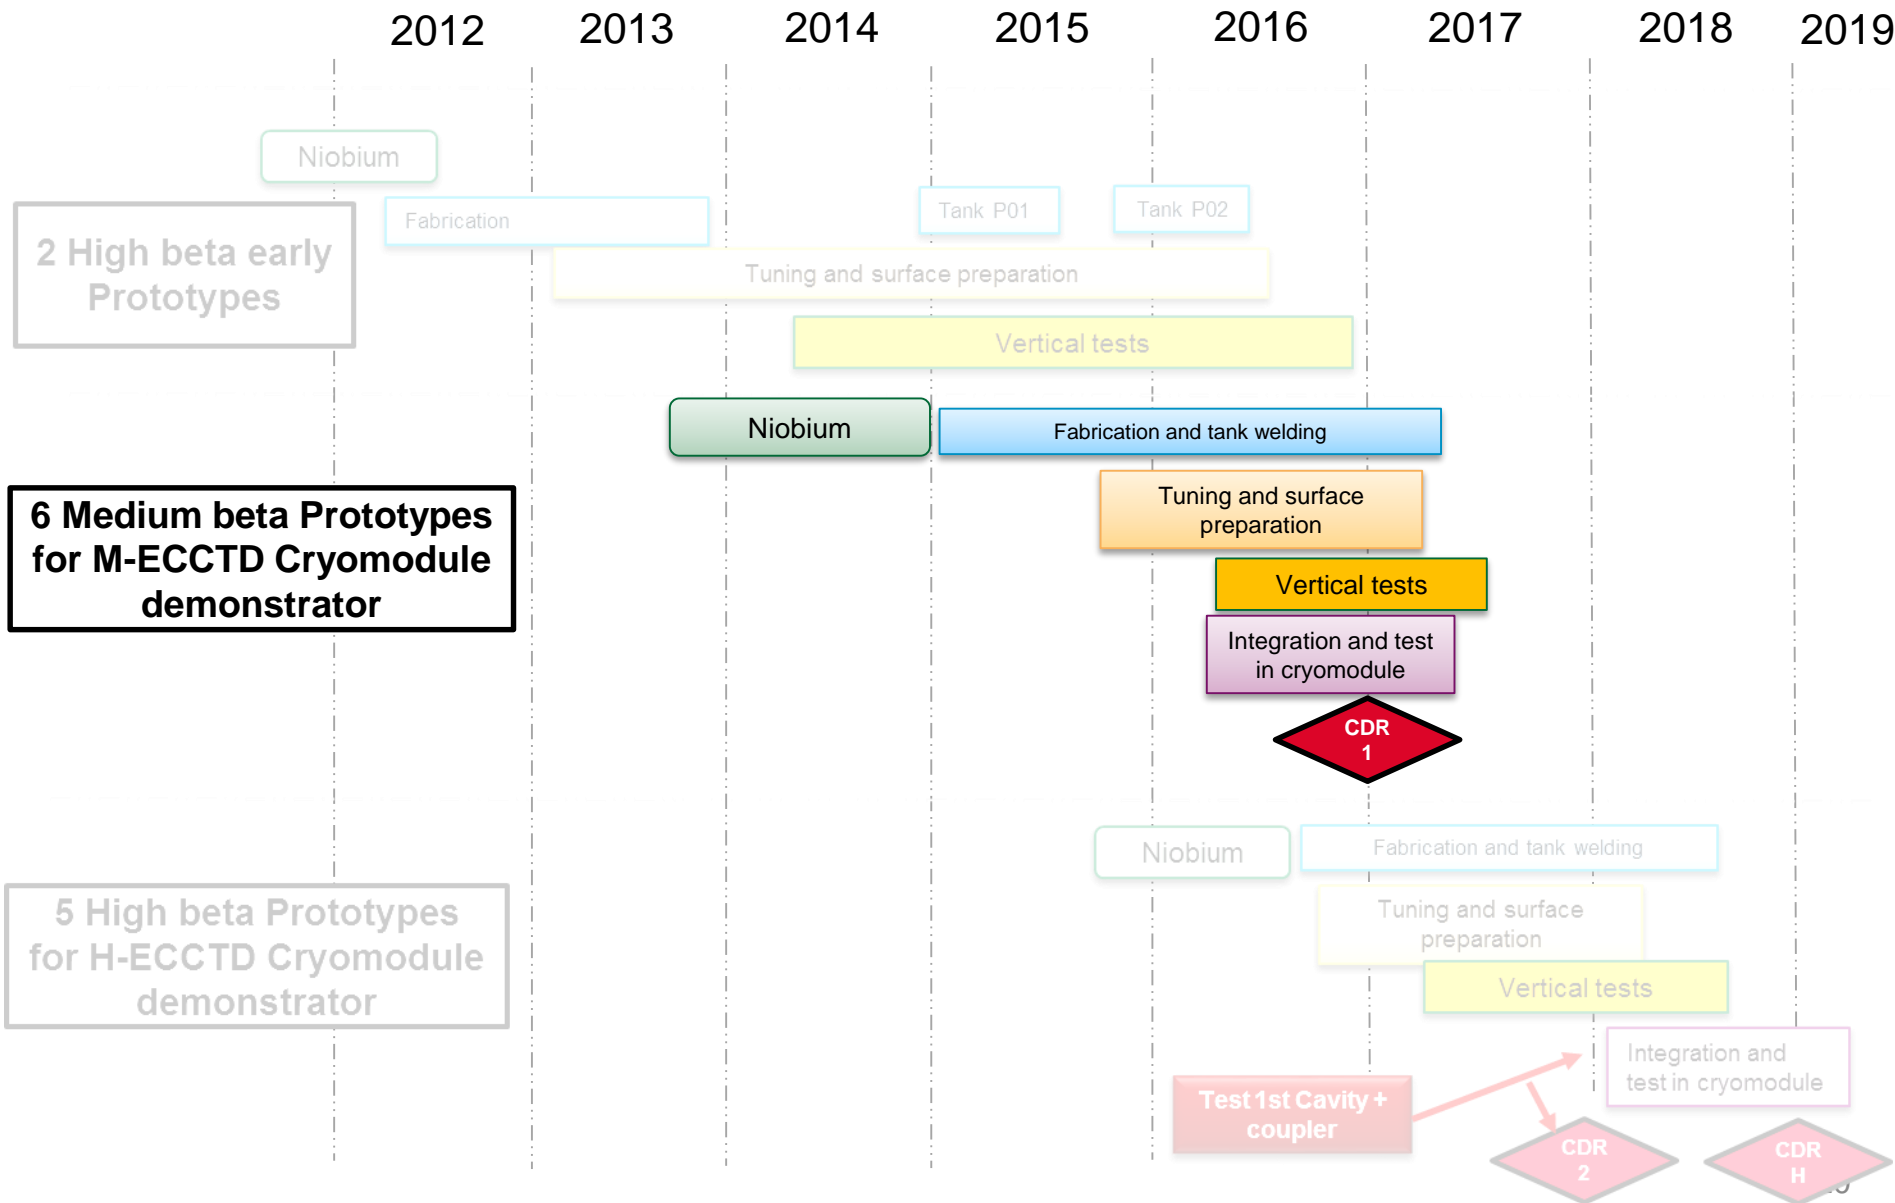 2012 2013 2014 2015 2016 2017 2018 2019
Niobium
Fabrication
Tank P01
Tank P02
2 High beta early
Prototypes
Tuning and surface preparation
Vertical tests
Niobium
Fabrication and tank welding
6 Medium beta Prototypes
for M-ECCTD Cryomodule
demonstrator
Tuning and surface
preparation
Vertical tests
Integration and test
in cryomodule
CDR
1
Niobium
Fabrication and tank welding
5 High beta Prototypes
for H-ECCTD Cryomodule
demonstrator
Tuning and surface
preparation
Vertical tests
Integration and
test in cryomodule
Test 1st Cavity +
coupler
CDR
2
CDR
H